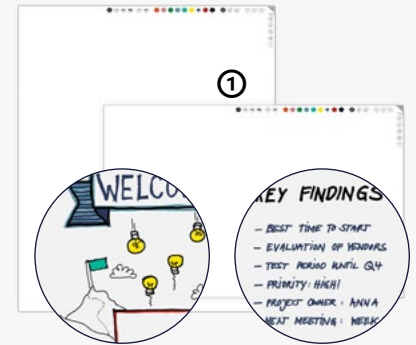 ①
WELCO
KEY FINDINGS
– BEST TIME TO START
– EVALUATION OF VENDORS
– TEST PERIOD UNTIL Q4
– PRIORITY: HIGH!
– PROJECT OWNER: ANNA
NEXT MEETING: WEEK